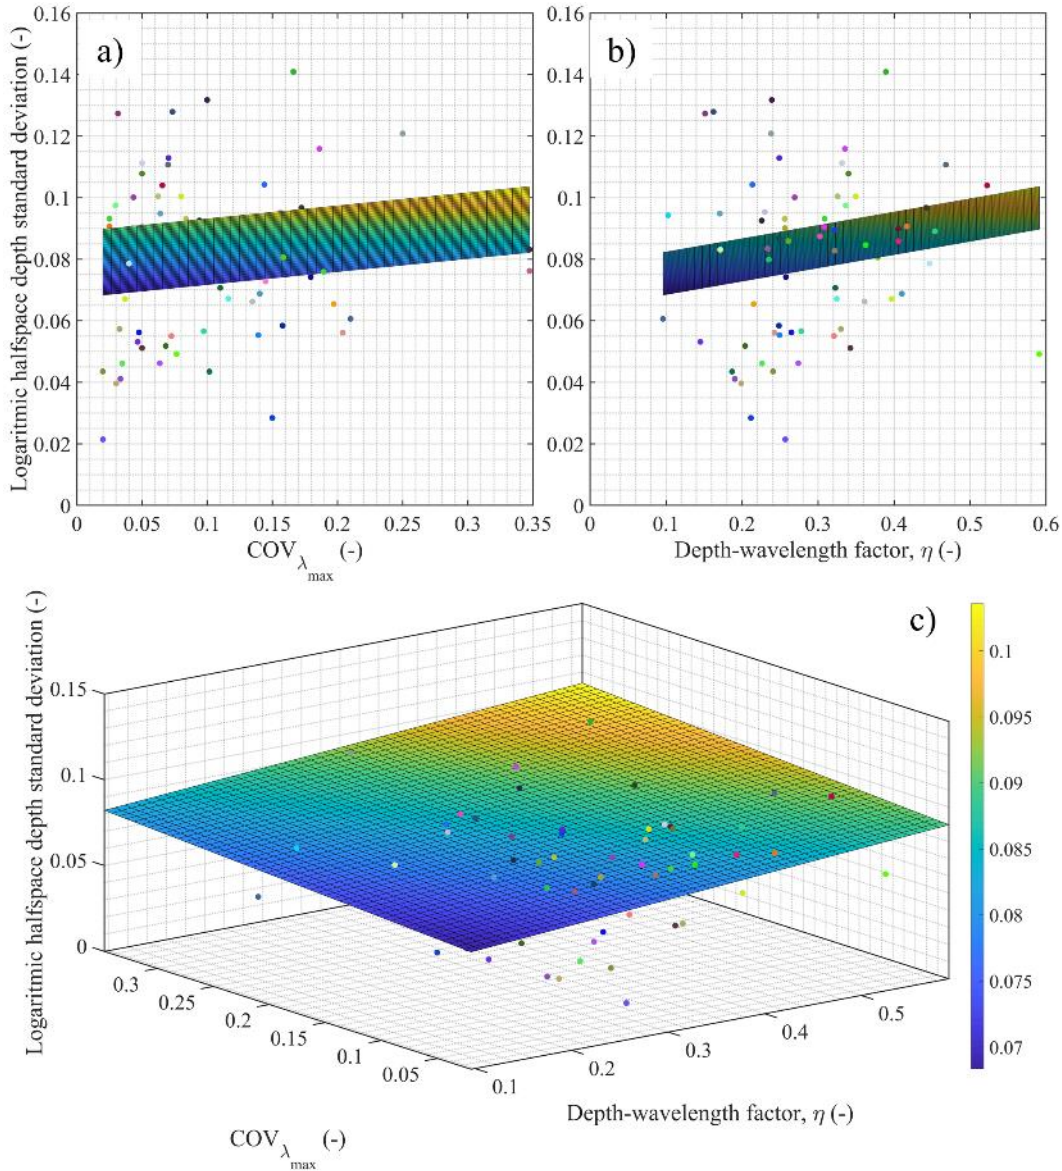 a)
Logaritmic halfspace depth standard deviation (-)
0.16
0.14
0.12
0.1
0.08
0.06
0.04
0.02
0
0.05 0.1 0.15 0.2 0.25 0.3 0.35
COV λmax (-)
b)
0.16
0.14
0.12
0.1
0.08
0.06
0.04
0.02
0
0 0.1 0.2 0.3 0.4 0.5 0.6
Depth-wavelength factor, η (-)
c)
Logaritmic halfspace depth standard deviation (-)
0.15
0.1
0.05
0
0.3 0.25 0.2 0.15 0.1 0.05
COV λmax (-)
0.1 0.2 0.3 0.4 0.5
Depth-wavelength factor, η (-)
0.1
0.095
0.09
0.085
0.08
0.075
0.07